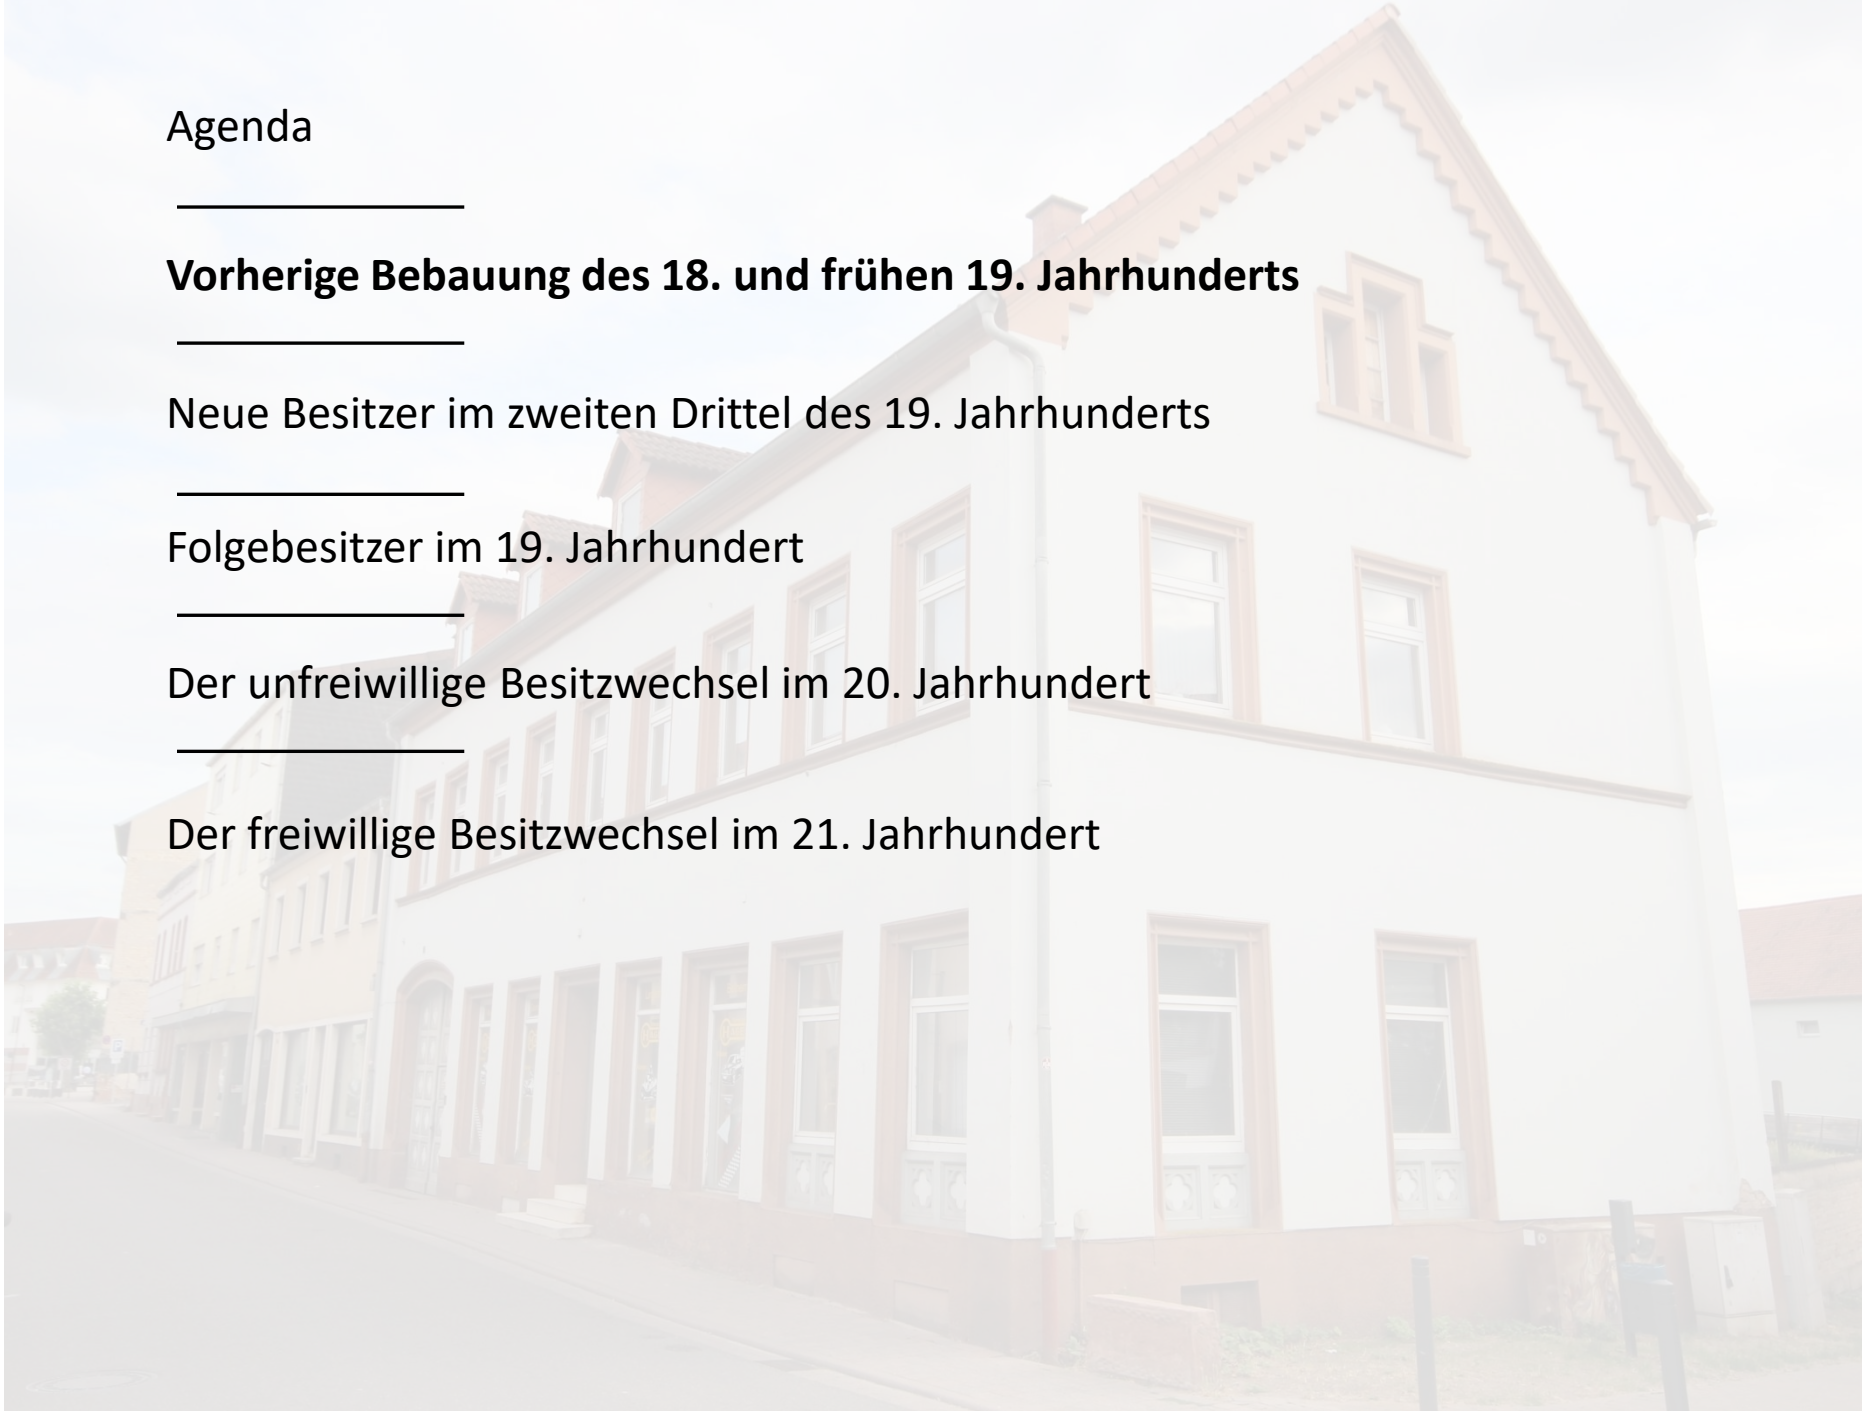 Agenda
Vorherige Bebauung des 18. und frühen 19. Jahrhunderts
Neue Besitzer im zweiten Drittel des 19. Jahrhunderts
Folgebesitzer im 19. Jahrhundert
Der unfreiwillige Besitzwechsel im 20. Jahrhundert
Der freiwillige Besitzwechsel im 21. Jahrhundert